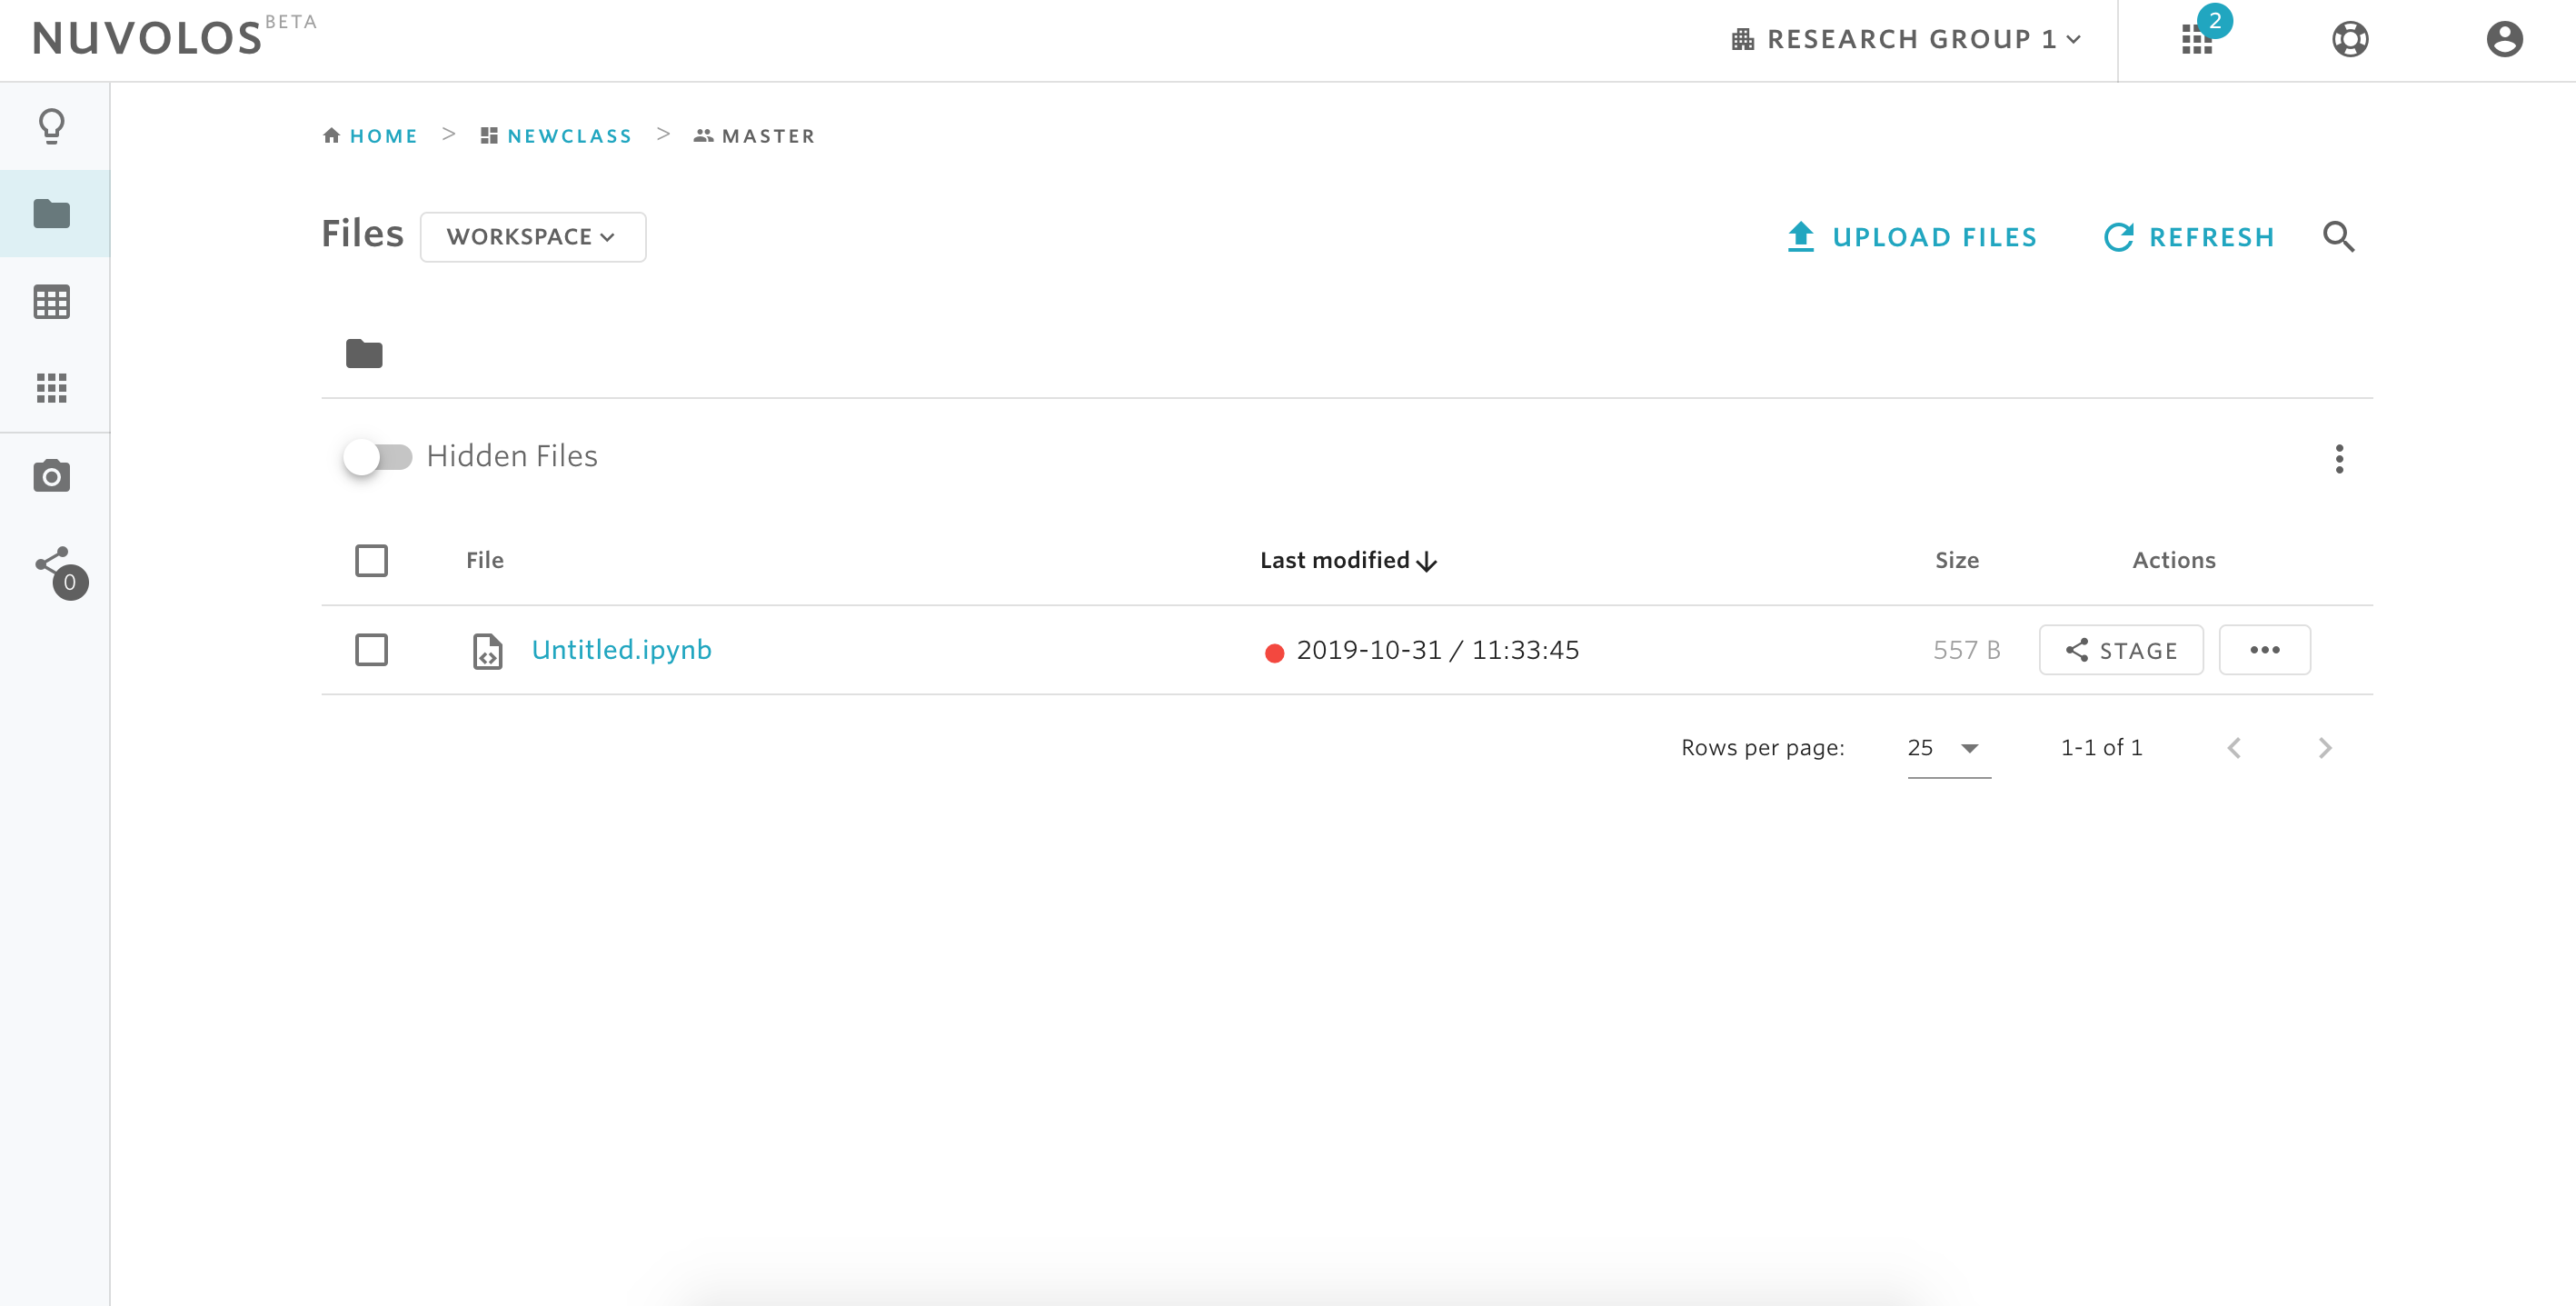 NUVOLOS BETA
RESEARCH GROUP 1
2
HOME > NEWCLASS > MASTER
Files WORKSPACE
UPLOAD FILES REFRESH
Hidden Files
0
File Last modified Size Actions
Untitled.ipynb 2019-10-31 / 11:33:45 557 B STAGE
Rows per page: 25 1-1 of 1